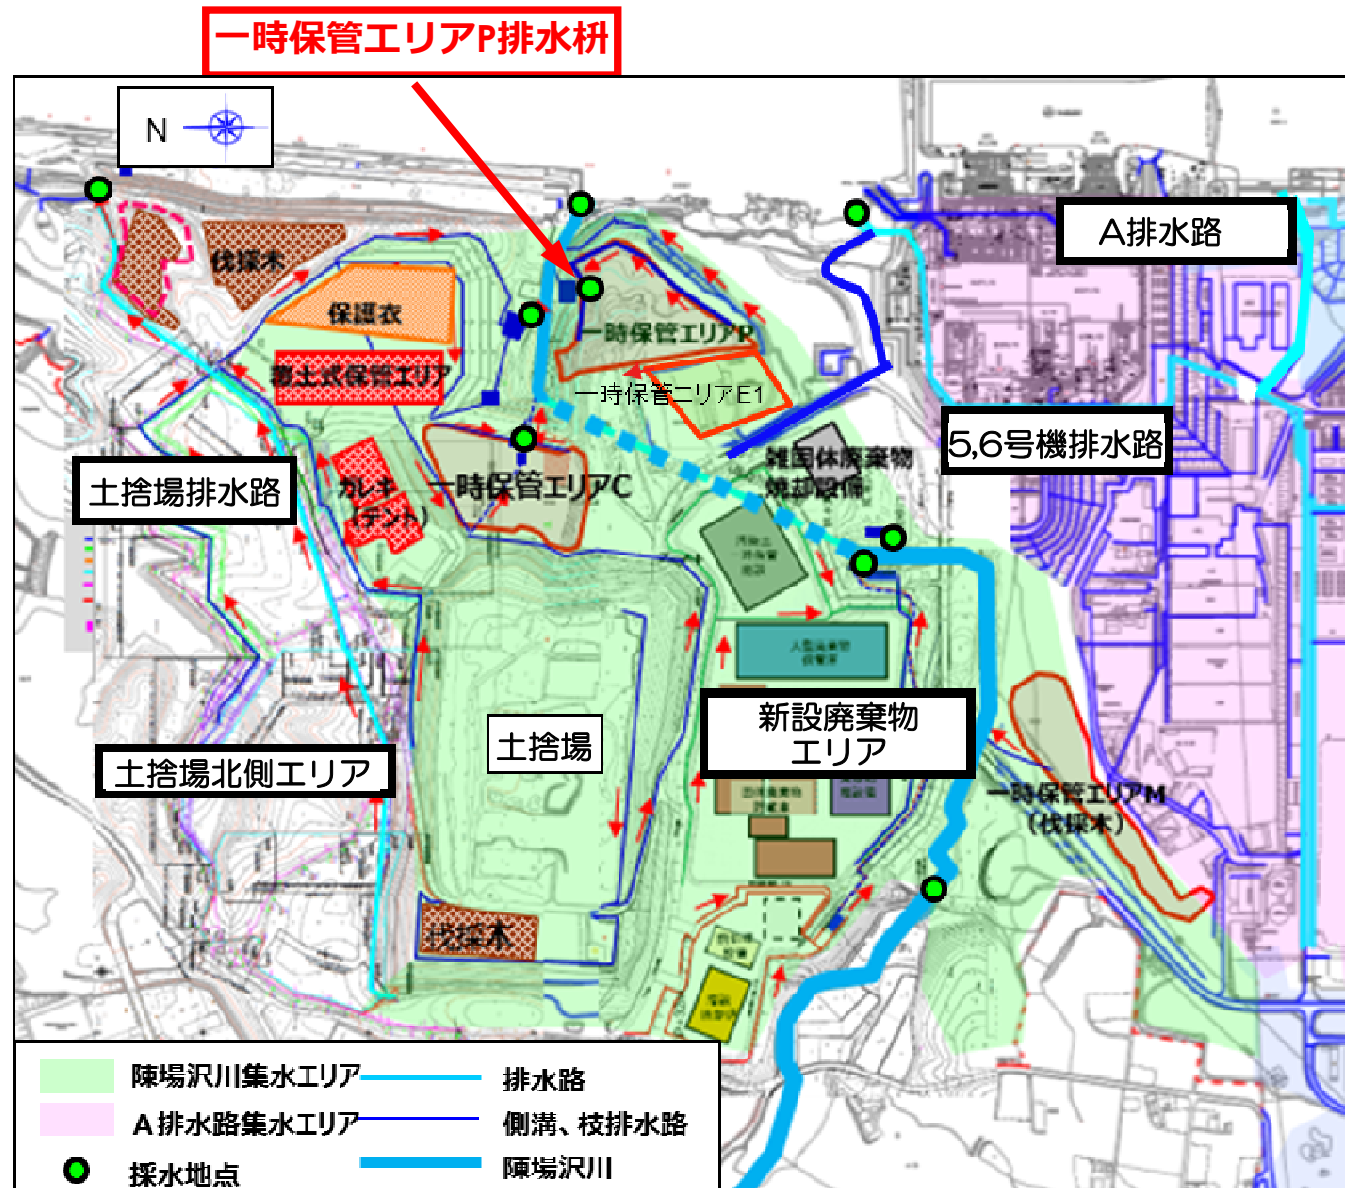 一時保管エリアP排水枡
N
A排水路
伐採木
保護衣
一時保管エリアP
覆土式保管エリア
一時保管エリアE1
5,6号機排水路
雑固体廃棄物
焼却設備
土捨場排水路
ガレキ
(テント)
一時保管エリアC
新設廃棄物
エリア
土捨場
土捨場北側エリア
一時保管エリアM
(伐採木)
伐採木
陳場沢川集水エリア
排水路
A排水路集水エリア
側溝、枝排水路
採水地点
陳場沢川